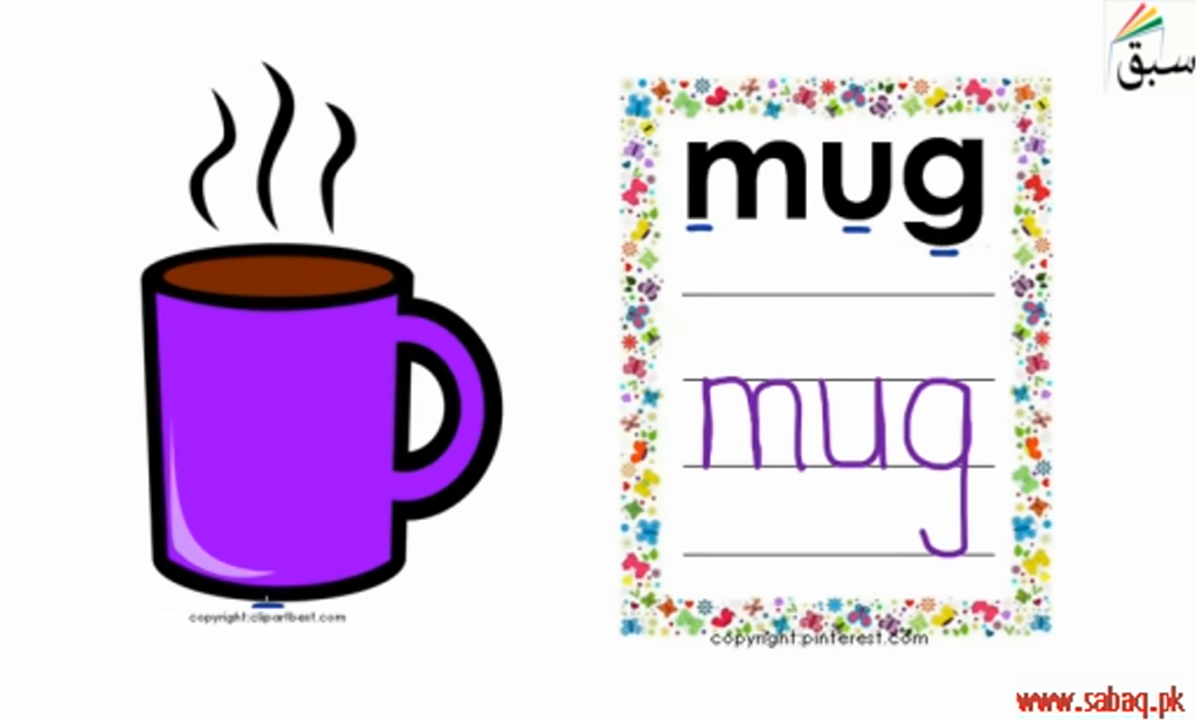 سبق
mug
mug
copyright:clipartbest.com
copyright:pinterest.com
www.sabaq.pk